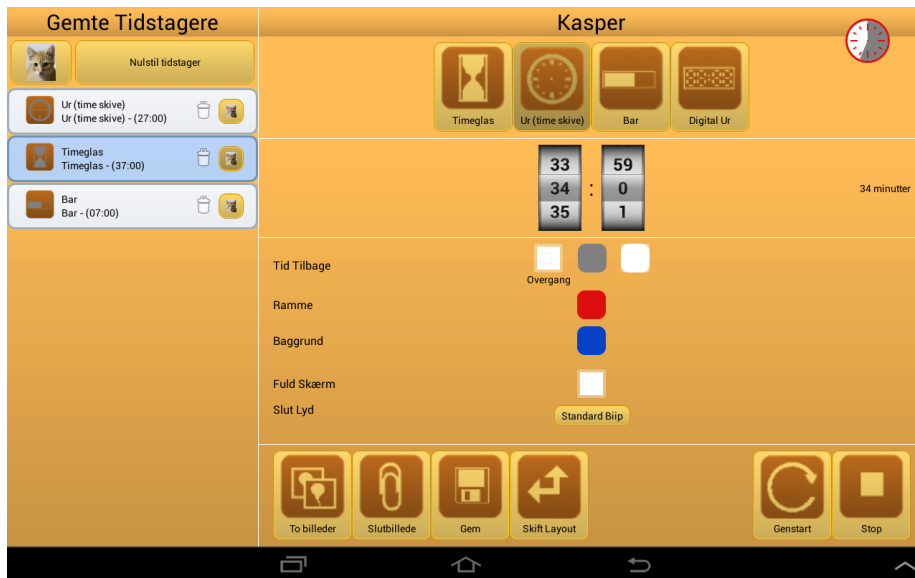 Gemte Tidstagere
Nulstil tidstager
Ur (time skive)
Ur (time skive) - (27:00)
Timeglas
Timeglas - (37:00)
Bar
Bar - (07:00)
Kasper
Timeglas
Ur (time skive)
Bar
Digital Ur
33 59
34 : 0
35 1
34 minutter
Tid Tilbage
Overgang
Ramme
Baggrund
Fuld Skærm
Slut Lyd
Standard Biip
To billeder
Slutbillede
Gem
Skift Layout
Genstart
Stop